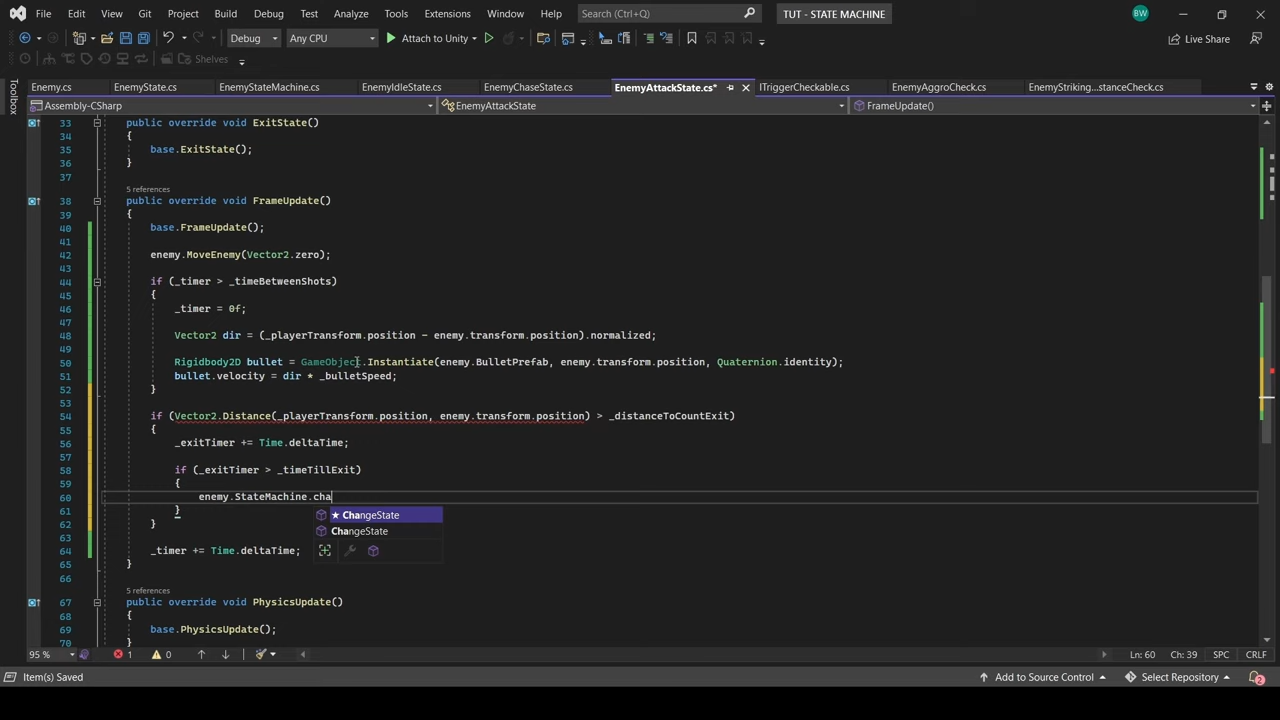 File Edit View Git Project Build Debug Test Analyze Tools Extensions Window Help Search (Ctrl+Q) TUT - STATE MACHINE BW
Debug Any CPU Attach to Unity Live Share
Shelves
Toolbox
Enemy.cs EnemyState.cs EnemyStateMachine.cs EnemyIdleState.cs EnemyChaseState.cs EnemyAttackState.cs* ITriggerCheckable.cs EnemyAggroCheck.cs EnemyStriking...stanceCheck.cs
Assembly-CSharp EnemyAttackState FrameUpdate()
33 public override void ExitState()
34 {
35 base.ExitState();
36 }
37
5 references
38 public override void FrameUpdate()
39 {
40 base.FrameUpdate();
41
42 enemy.MoveEnemy(Vector2.zero);
43
44 if (_timer > _timeBetweenShots)
45 {
46 _timer = 0f;
47
48 Vector2 dir = (_playerTransform.position - enemy.transform.position).normalized;
49
50 Rigidbody2D bullet = GameObject.Instantiate(enemy.BulletPrefab, enemy.transform.position, Quaternion.identity);
51 bullet.velocity = dir * _bulletSpeed;
52 }
53
54 if (Vector2.Distance(_playerTransform.position, enemy.transform.position) > _distanceToCountExit)
55 {
56 _exitTimer += Time.deltaTime;
57
58 if (_exitTimer > _timeTillExit)
59 {
60 enemy.StateMachine.cha
61 }
★ ChangeState
ChangeState
62 }
63
64 _timer += Time.deltaTime;
65 }
66
5 references
67 public override void PhysicsUpdate()
68 {
69 base.PhysicsUpdate();
70 }
95 % 1 0 Ln: 60 Ch: 39 SPC CRLF
Item(s) Saved Add to Source Control Select Repository 2